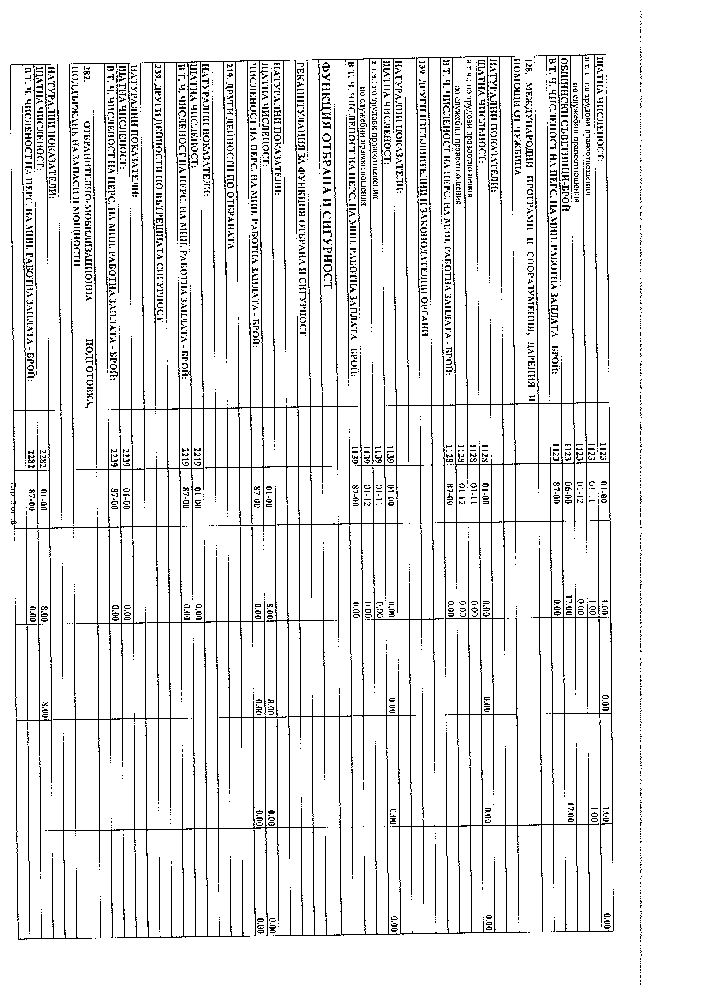 ЩАТНА ЧИСЛЕНОСТ: 1123 01-00 1.00 0.00 1.00 0.00
в т.ч.: по трудови правоотношения 1123 01-11 1.00 1.00
по служебни правоотношения 1123 01-12 0.00
ОБЩИНСКИ СЪВЕТНИЦИ-БРОЙ 1123 06-00 17.00 17.00
В Т. Ч. ЧИСЛЕНОСТ НА ПЕРС. НА МИН. РАБОТНА ЗАПЛАТА - БРОЙ: 1123 87-00 0.00
128. МЕЖДУНАРОДНИ ПРОГРАМИ И СПОРАЗУМЕНИЯ, ДАРЕНИЯ И
ПОМОЩИ ОТ ЧУЖБИНА
НАТУРАЛНИ ПОКАЗАТЕЛИ:
ЩАТНА ЧИСЛЕНОСТ: 1128 01-00 0.00 0.00 0.00 0.00
в т.ч.: по трудови правоотношения 1128 01-11 0.00
по служебни правоотношения 1128 01-12 0.00
В Т. Ч. ЧИСЛЕНОСТ НА ПЕРС. НА МИН. РАБОТНА ЗАПЛАТА - БРОЙ: 1128 87-00 0.00
139. ДРУГИ ИЗПЪЛНИТЕЛНИ И ЗАКОНОДАТЕЛНИ ОРГАНИ
НАТУРАЛНИ ПОКАЗАТЕЛИ:
ЩАТНА ЧИСЛЕНОСТ: 1139 01-00 0.00 0.00 0.00 0.00
в т.ч.: по трудови правоотношения 1139 01-11 0.00
по служебни правоотношения 1139 01-12 0.00
В Т. Ч. ЧИСЛЕНОСТ НА ПЕРС. НА МИН. РАБОТНА ЗАПЛАТА - БРОЙ: 1139 87-00 0.00
ФУНКЦИЯ ОТБРАНА И СИГУРНОСТ
РЕКАПИТУЛАЦИЯ ЗА ФУНКЦИЯ ОТБРАНА И СИГУРНОСТ
НАТУРАЛНИ ПОКАЗАТЕЛИ:
ЩАТНА ЧИСЛЕНОСТ: 01-00 8.00 8.00 0.00 0.00
ЧИСЛЕНОСТ НА ПЕРС. НА МИН. РАБОТНА ЗАПЛАТА - БРОЙ: 87-00 0.00 0.00 0.00 0.00
219. ДРУГИ ДЕЙНОСТИ ПО ОТБРАНАТА
НАТУРАЛНИ ПОКАЗАТЕЛИ:
ЩАТНА ЧИСЛЕНОСТ: 2219 01-00 0.00
В Т. Ч. ЧИСЛЕНОСТ НА ПЕРС. НА МИН. РАБОТНА ЗАПЛАТА - БРОЙ: 2219 87-00 0.00
239. ДРУГИ ДЕЙНОСТИ ПО ВЪТРЕШНАТА СИГУРНОСТ
НАТУРАЛНИ ПОКАЗАТЕЛИ:
ЩАТНА ЧИСЛЕНОСТ: 2239 01-00 0.00
В Т. Ч. ЧИСЛЕНОСТ НА ПЕРС. НА МИН. РАБОТНА ЗАПЛАТА - БРОЙ: 2239 87-00 0.00
282. ОТБРАНИТЕЛНО-МОБИЛИЗАЦИОННА ПОДГОТОВКА,
ПОДДЪРЖАНЕ НА ЗАПАСИ И МОЩНОСТИ
НАТУРАЛНИ ПОКАЗАТЕЛИ:
ЩАТНА ЧИСЛЕНОСТ: 2282 01-00 8.00 8.00
В Т. Ч. ЧИСЛЕНОСТ НА ПЕРС. НА МИН. РАБОТНА ЗАПЛАТА - БРОЙ: 2282 87-00 0.00
Стр. 3 от 18